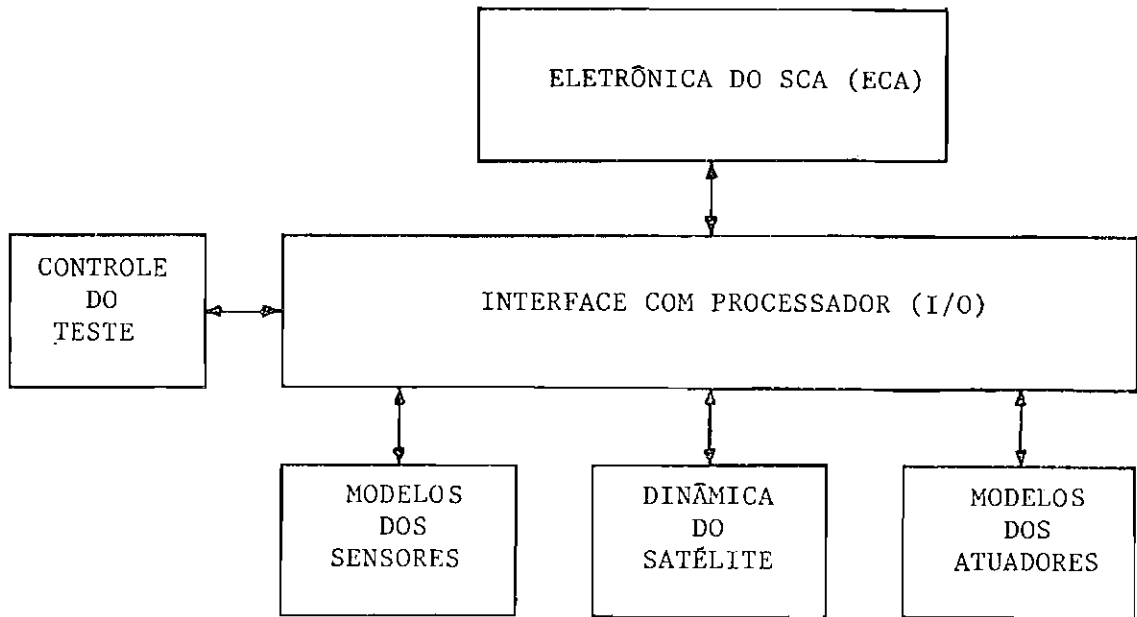 ELETRÔNICA DO SCA (ECA)
CONTROLE
DO
TESTE
INTERFACE COM PROCESSADOR (I/O)
MODELOS
DOS
SENSORES
DINÂMICA
DO
SATÉLITE
MODELOS
DOS
ATUADORES